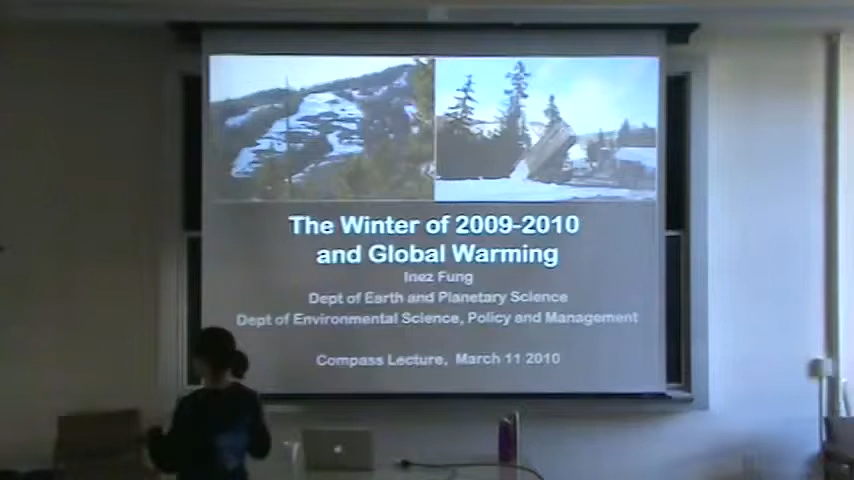 The Winter of 2009-2010
and Global Warming
Inez Fung
Dept of Earth and Planetary Science
Dept of Environmental Science, Policy and Management
Compass Lecture, March 11 2010